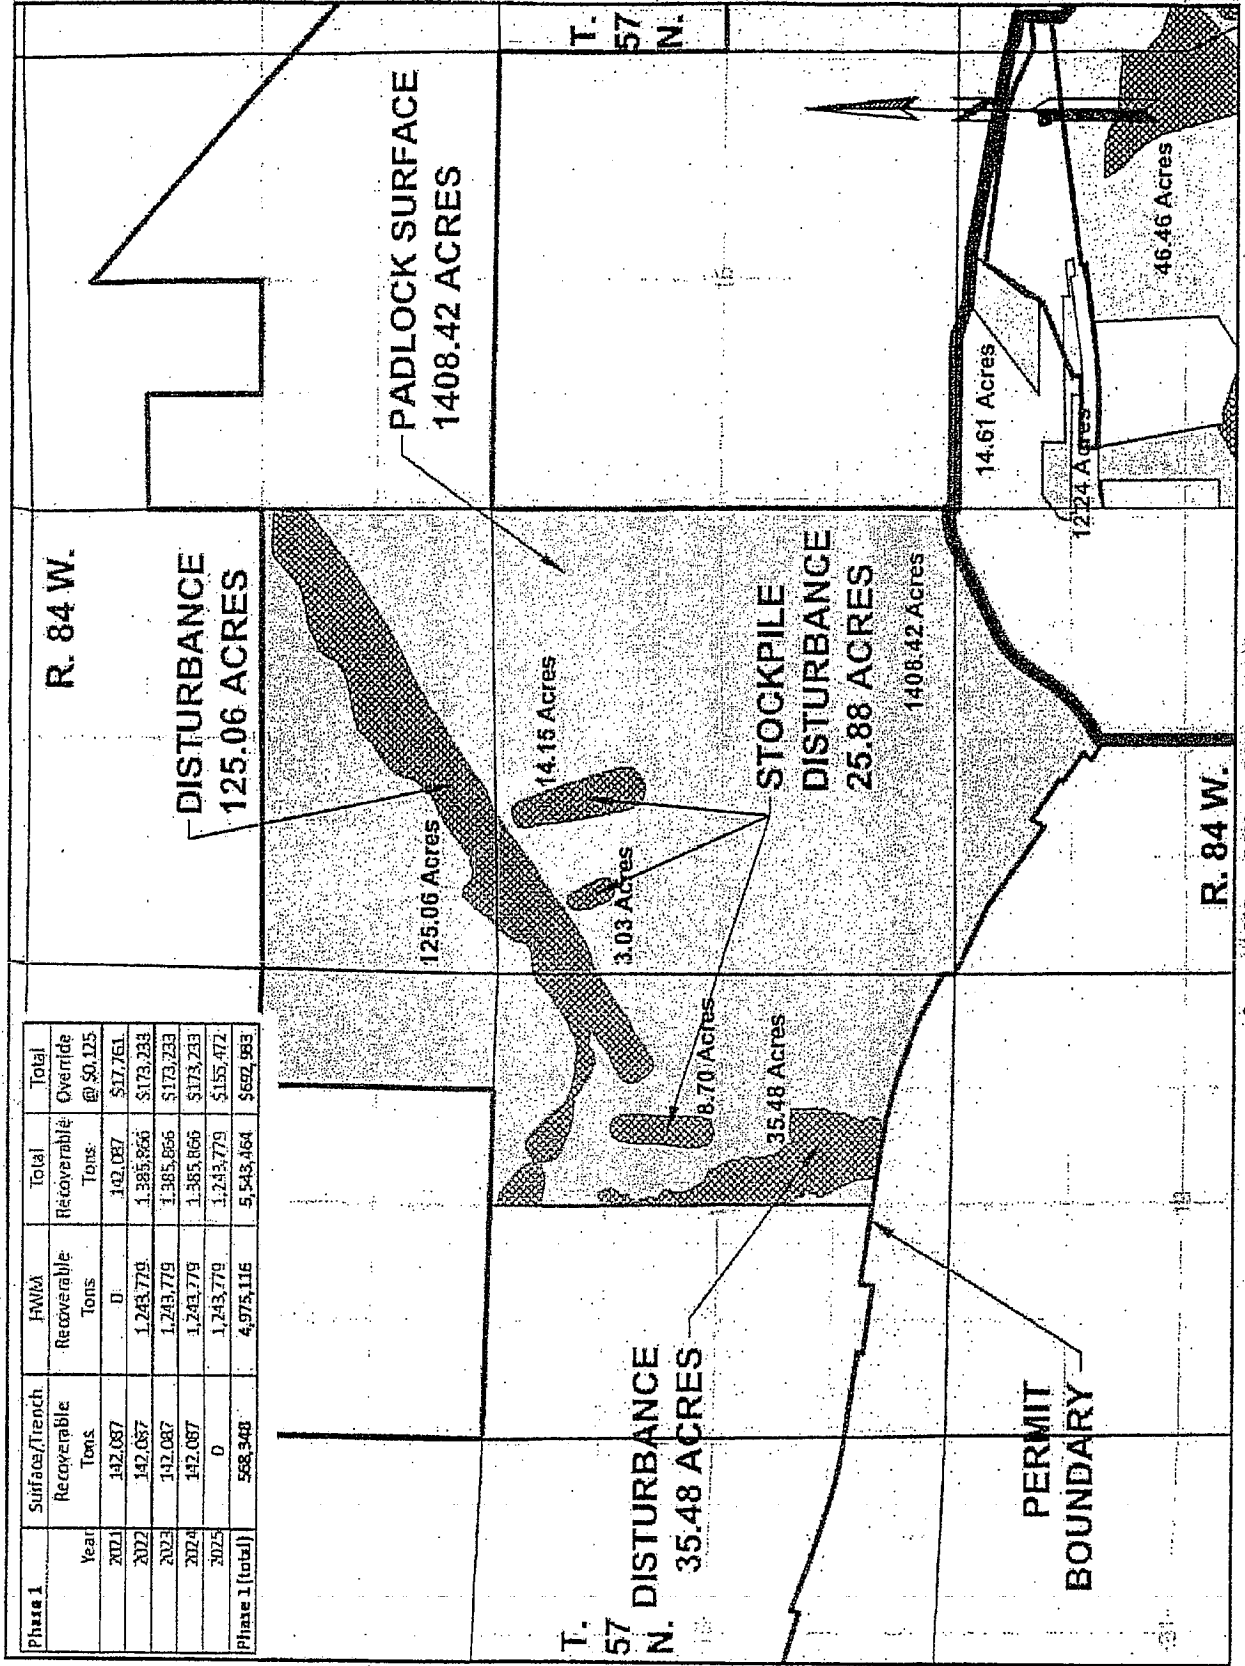 Phase 1 Surface/Trench HWM Total Total
Recoverable Recoverable Recoverable Override
Year Tons Tons Tons @ $0.125
2021 142,087 0 142,087 $17,761
2022 142,087 1,243,779 1,385,866 $173,233
2023 142,087 1,243,779 1,385,866 $173,233
2024 142,087 1,243,779 1,385,866 $173,233
2025 0 1,243,779 1,243,779 $155,472
Phase 1 (total) 568,348 4,975,116 5,543,464
R. 84 W.
DISTURBANCE
125.06 ACRES
PADLOCK SURFACE
1408.42 ACRES
T.
57
N.
125.06 Acres
14.15 Acres
3.03 Acres
8.70 Acres
35.48 Acres
STOCKPILE
DISTURBANCE
25.88 ACRES
1408.42 Acres
14.61 Acres
12.24 Acres
46.46 Acres
T.
57
N.
DISTURBANCE
35.48 ACRES
PERMIT
BOUNDARY
R. 84 W.